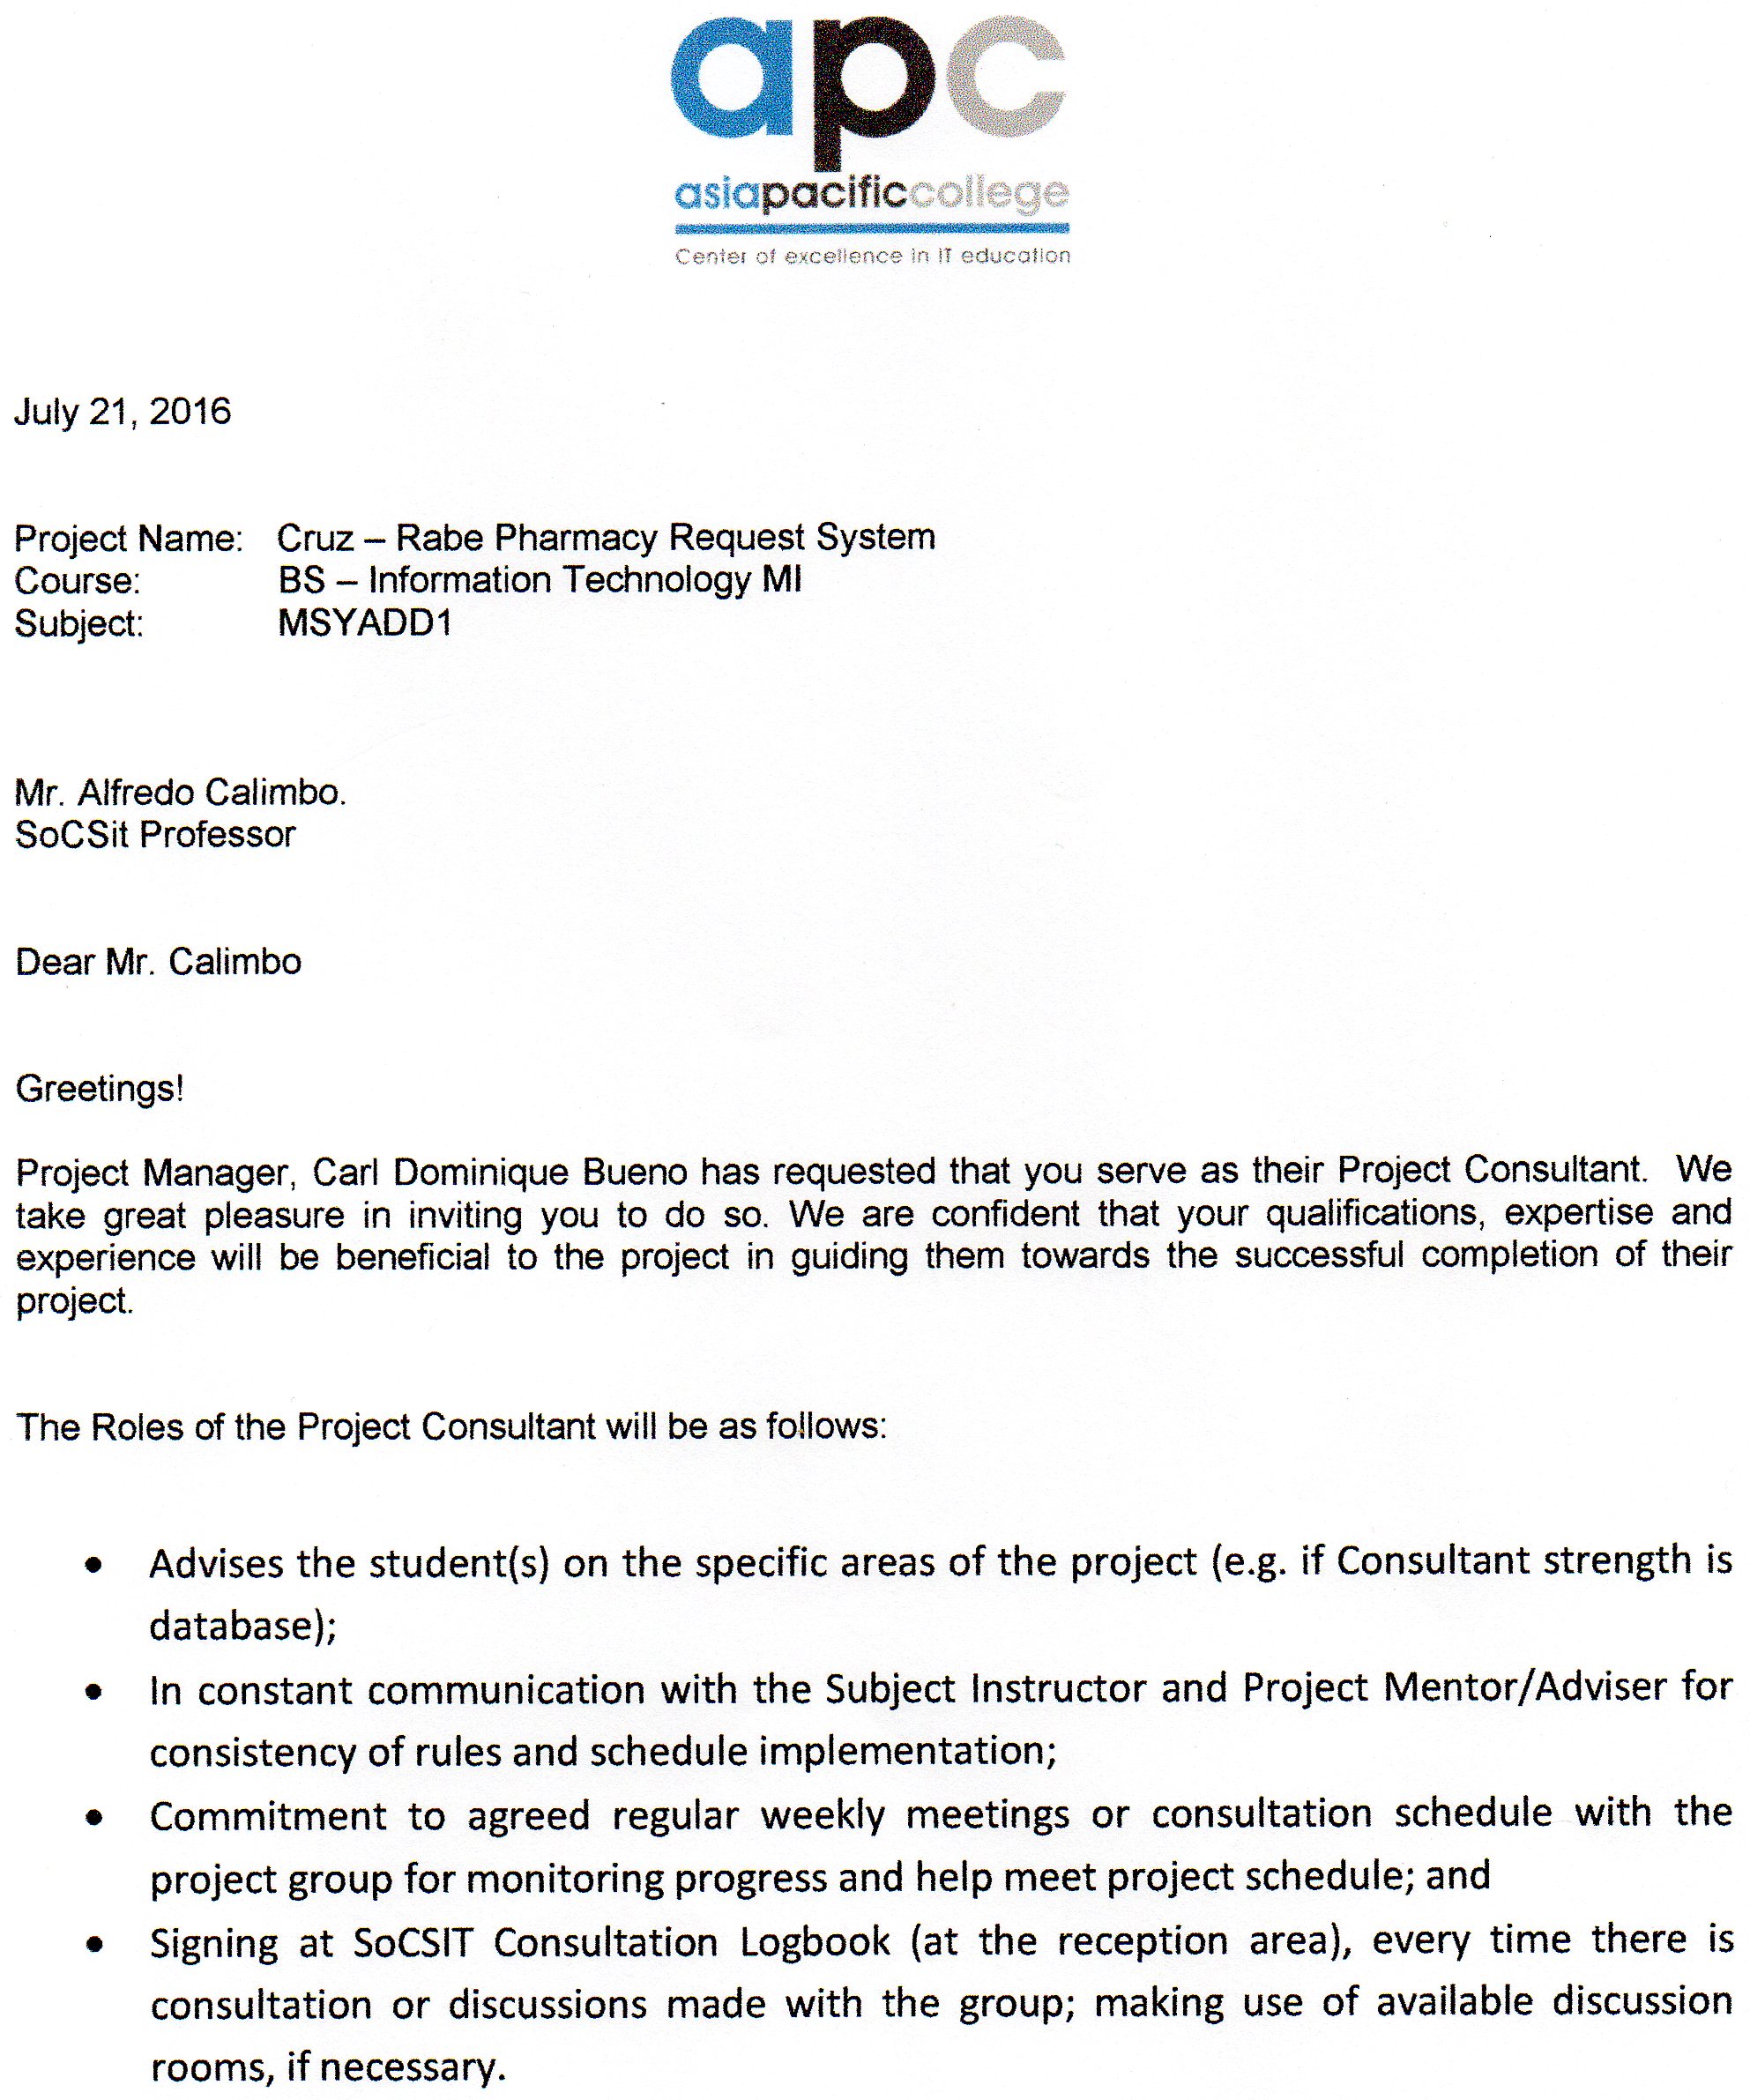 apc
asiapacificcollege
Center of excellence in IT education
July 21, 2016
Project Name: Cruz – Rabe Pharmacy Request System
Course: BS – Information Technology MI
Subject: MSYADD1
Mr. Alfredo Calimbo.
SoCSit Professor
Dear Mr. Calimbo
Greetings!
Project Manager, Carl Dominique Bueno has requested that you serve as their Project Consultant. We
take great pleasure in inviting you to do so. We are confident that your qualifications, expertise and
experience will be beneficial to the project in guiding them towards the successful completion of their
project.
The Roles of the Project Consultant will be as follows:
• Advises the student(s) on the specific areas of the project (e.g. if Consultant strength is
database);
• In constant communication with the Subject Instructor and Project Mentor/Adviser for
consistency of rules and schedule implementation;
• Commitment to agreed regular weekly meetings or consultation schedule with the
project group for monitoring progress and help meet project schedule; and
• Signing at SoCSIT Consultation Logbook (at the reception area), every time there is
consultation or discussions made with the group; making use of available discussion
rooms, if necessary.